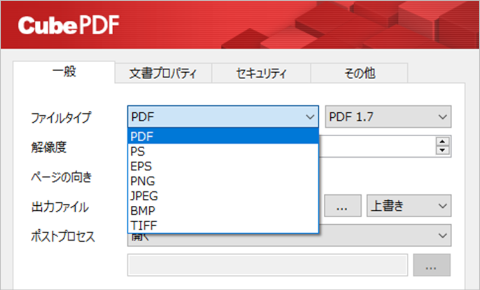 CubePDF
一般 文書プロパティ セキュリティ その他
ファイルタイプ PDF PDF 1.7
PDF
PS
解像度
EPS
ページの向き PNG
JPEG
出力ファイル ... 上書き
BMP
TIFF
ポストプロセス 開く
...